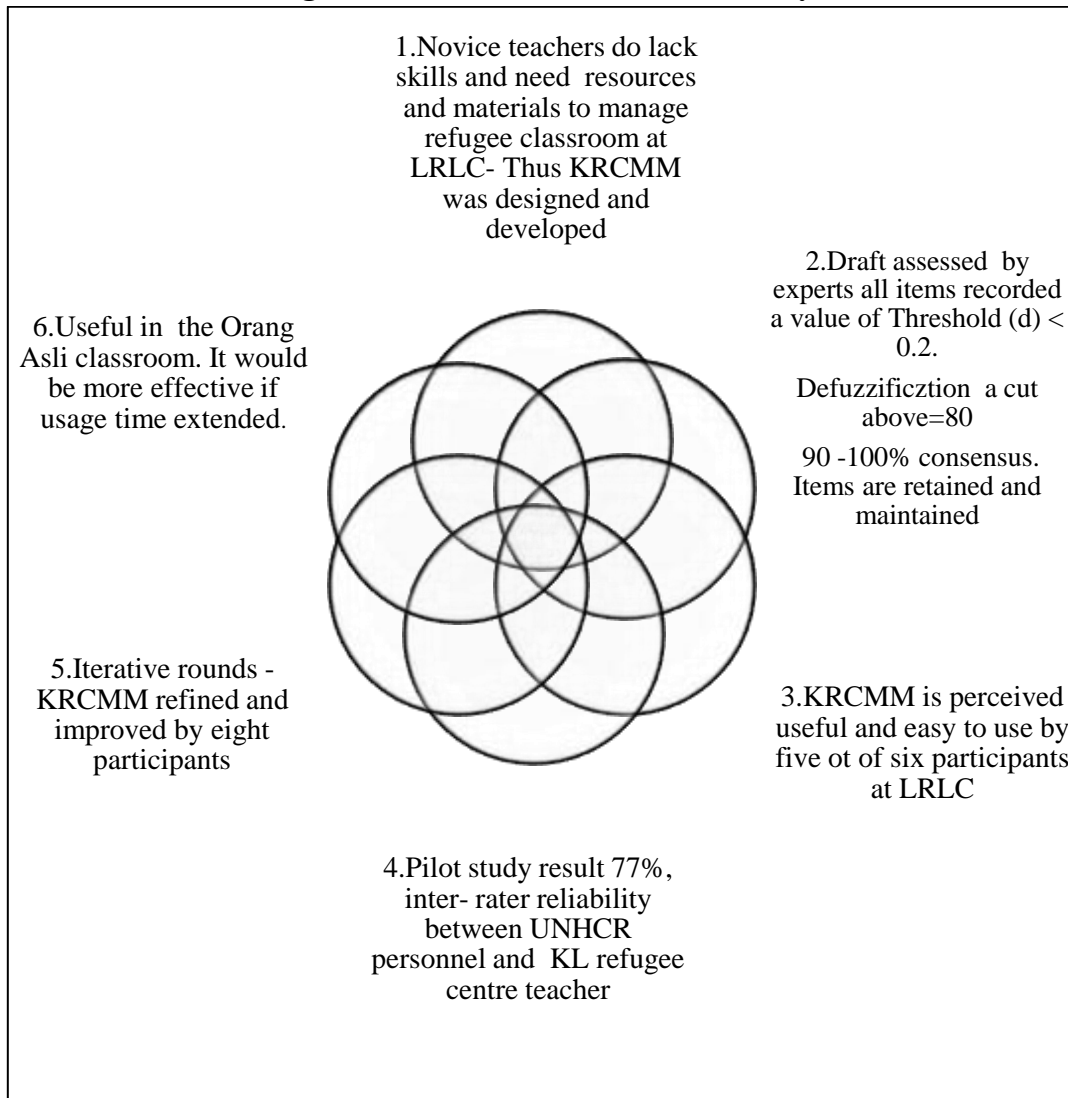 1.Novice teachers do lack
skills and need resources
and materials to manage
refugee classroom at
LRLC- Thus KRCMM
was designed and
developed
2.Draft assessed by
experts all items recorded
a value of Threshold (d) <
0.2.
Defuzzificztion a cut
above=80
90 -100% consensus.
Items are retained and
maintained
3.KRCMM is perceived
useful and easy to use by
five ot of six participants
at LRLC
4.Pilot study result 77%,
inter- rater reliability
between UNHCR
personnel and KL refugee
centre teacher
5.Iterative rounds -
KRCMM refined and
improved by eight
participants
6.Useful in the Orang
Asli classroom. It would
be more effective if
usage time extended.